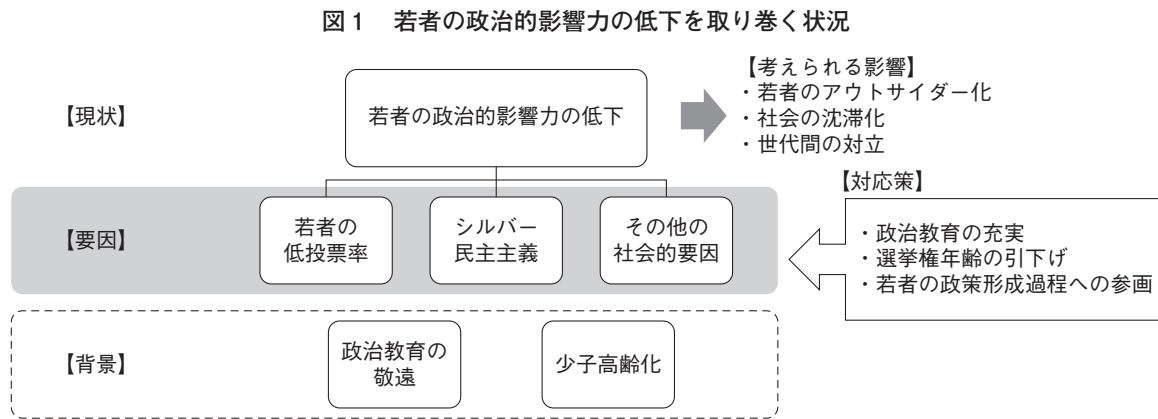 図1 若者の政治的影響力の低下を取り巻く状況
【現状】
若者の政治的影響力の低下
【考えられる影響】
・若者のアウトサイダー化
・社会の沈滞化
・世代間の対立
【要因】
若者の
低投票率
シルバー
民主主義
その他の
社会的要因
【対応策】
・政治教育の充実
・選挙権年齢の引下げ
・若者の政策形成過程への参画
【背景】
政治教育の
敬遠
少子高齢化